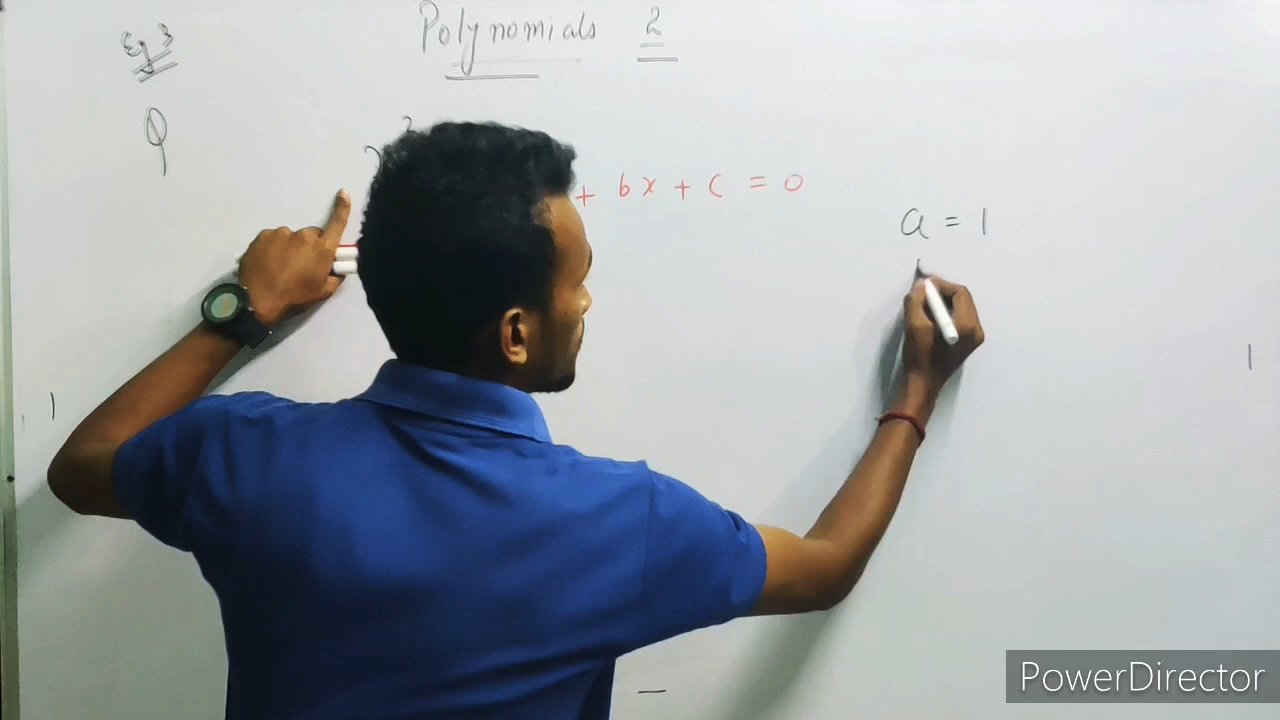 Polynomials 2
Eg 3
Q
+ bx + c = 0
a = 1
PowerDirector